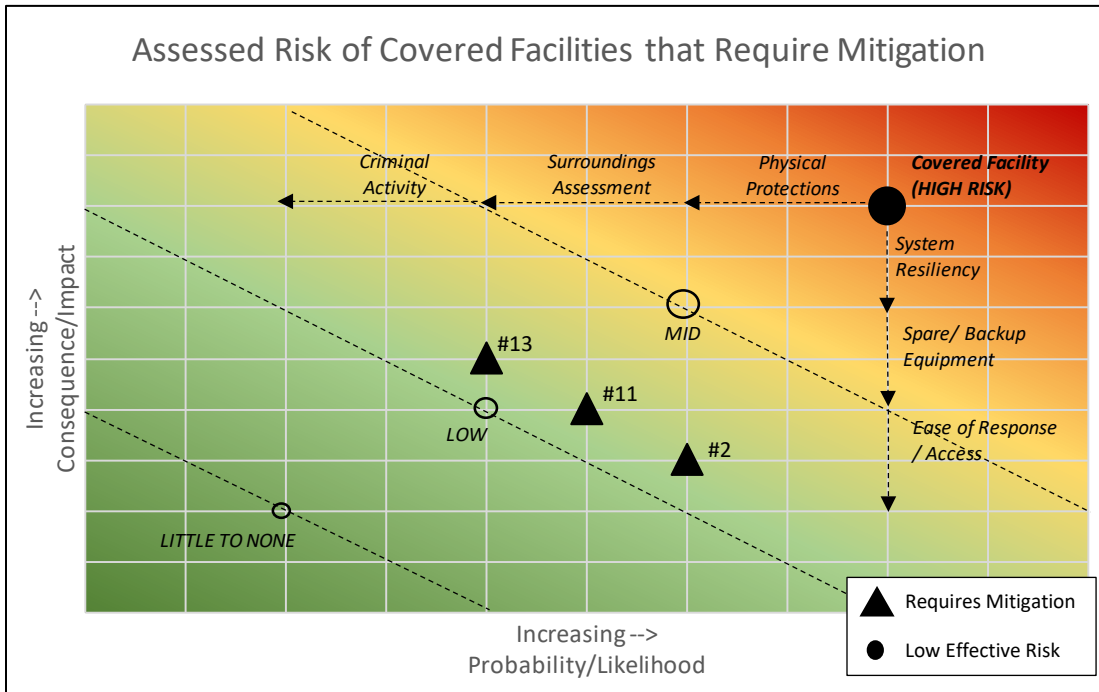 Assessed Risk of Covered Facilities that Require Mitigation
Criminal
Activity
Surroundings
Assessment
Physical
Protections
Covered Facility
(HIGH RISK)
System
Resiliency
MID
Spare/ Backup
Equipment
#13
#11
LOW
Ease of Response
/ Access
#2
LITTLE TO NONE
Increasing -->
Consequence/Impact
Increasing -->
Probability/Likelihood
Requires Mitigation
Low Effective Risk